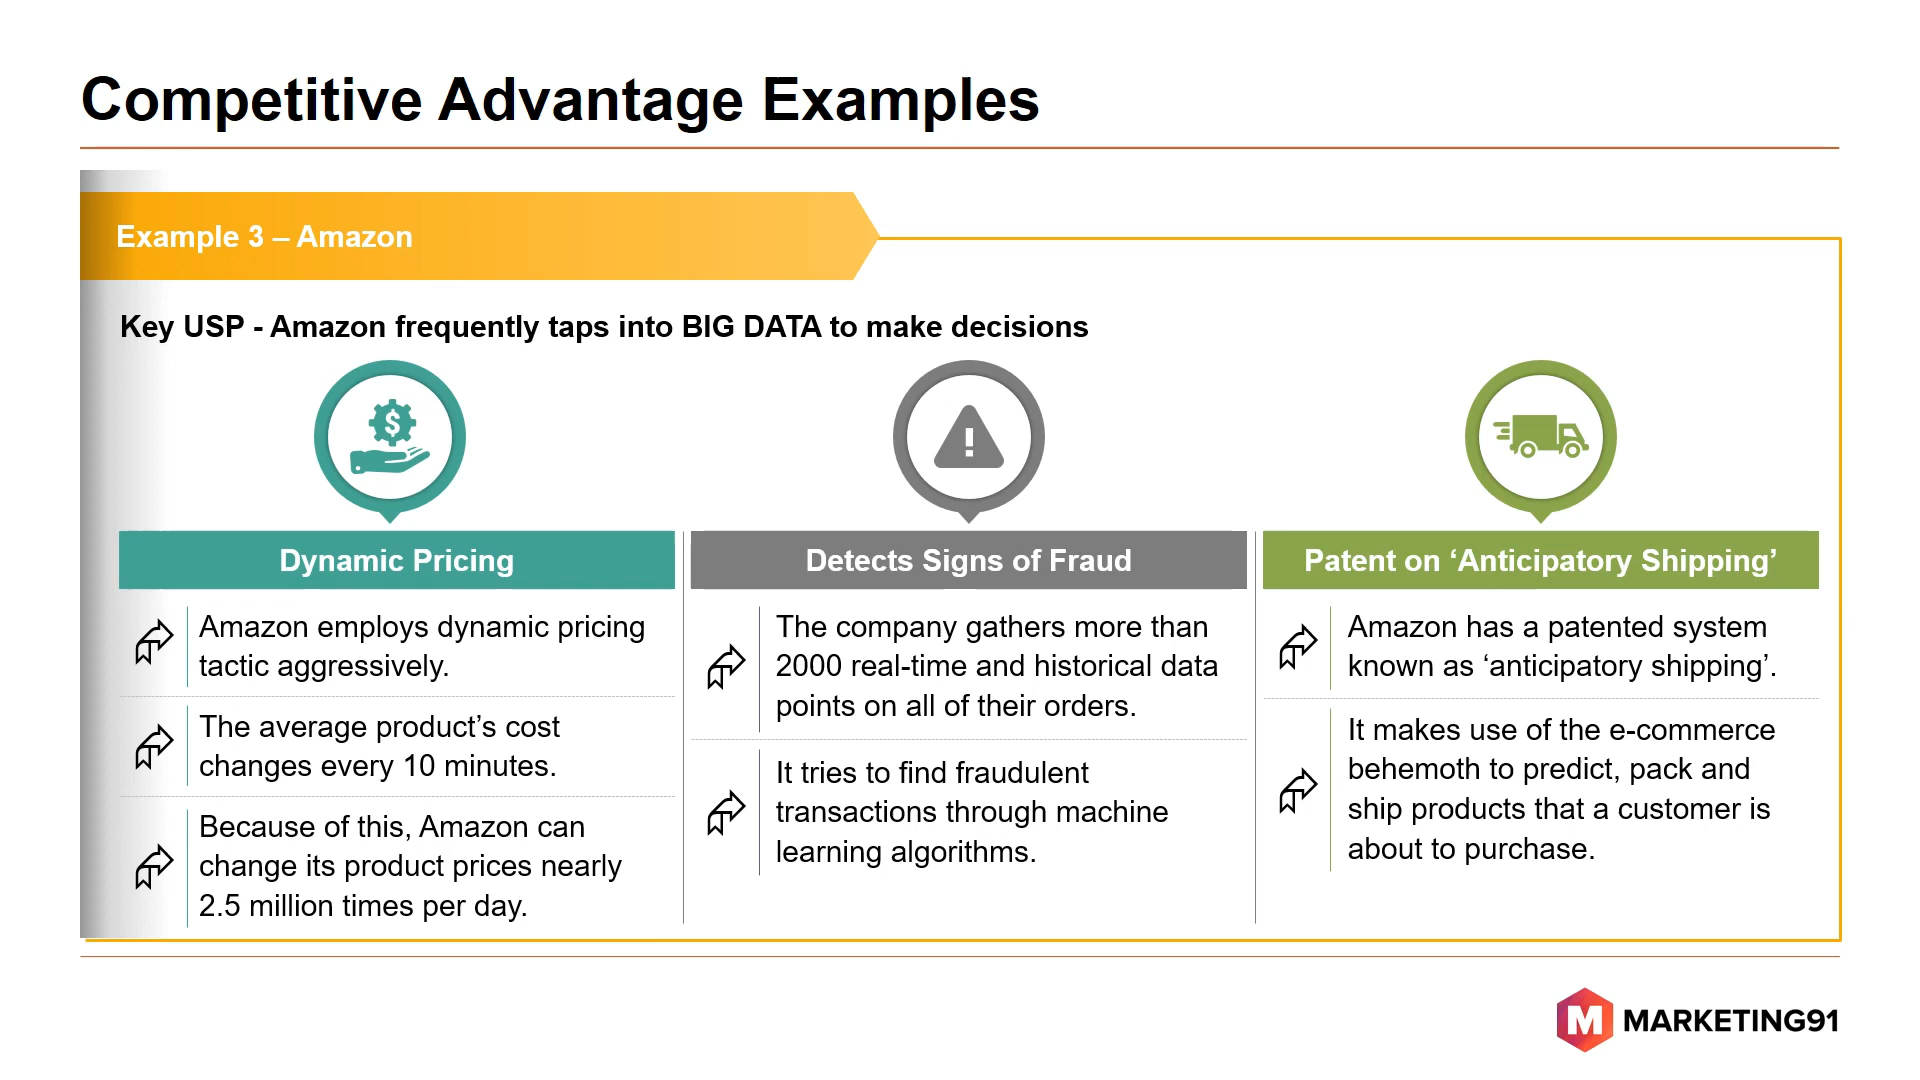 Competitive Advantage Examples
Example 3 – Amazon
Key USP - Amazon frequently taps into BIG DATA to make decisions
Dynamic Pricing
Amazon employs dynamic pricing
tactic aggressively.
The average product’s cost
changes every 10 minutes.
Because of this, Amazon can
change its product prices nearly
2.5 million times per day.
Detects Signs of Fraud
The company gathers more than
2000 real-time and historical data
points on all of their orders.
It tries to find fraudulent
transactions through machine
learning algorithms.
Patent on ‘Anticipatory Shipping’
Amazon has a patented system
known as ‘anticipatory shipping’.
It makes use of the e-commerce
behemoth to predict, pack and
ship products that a customer is
about to purchase.
M MARKETING91